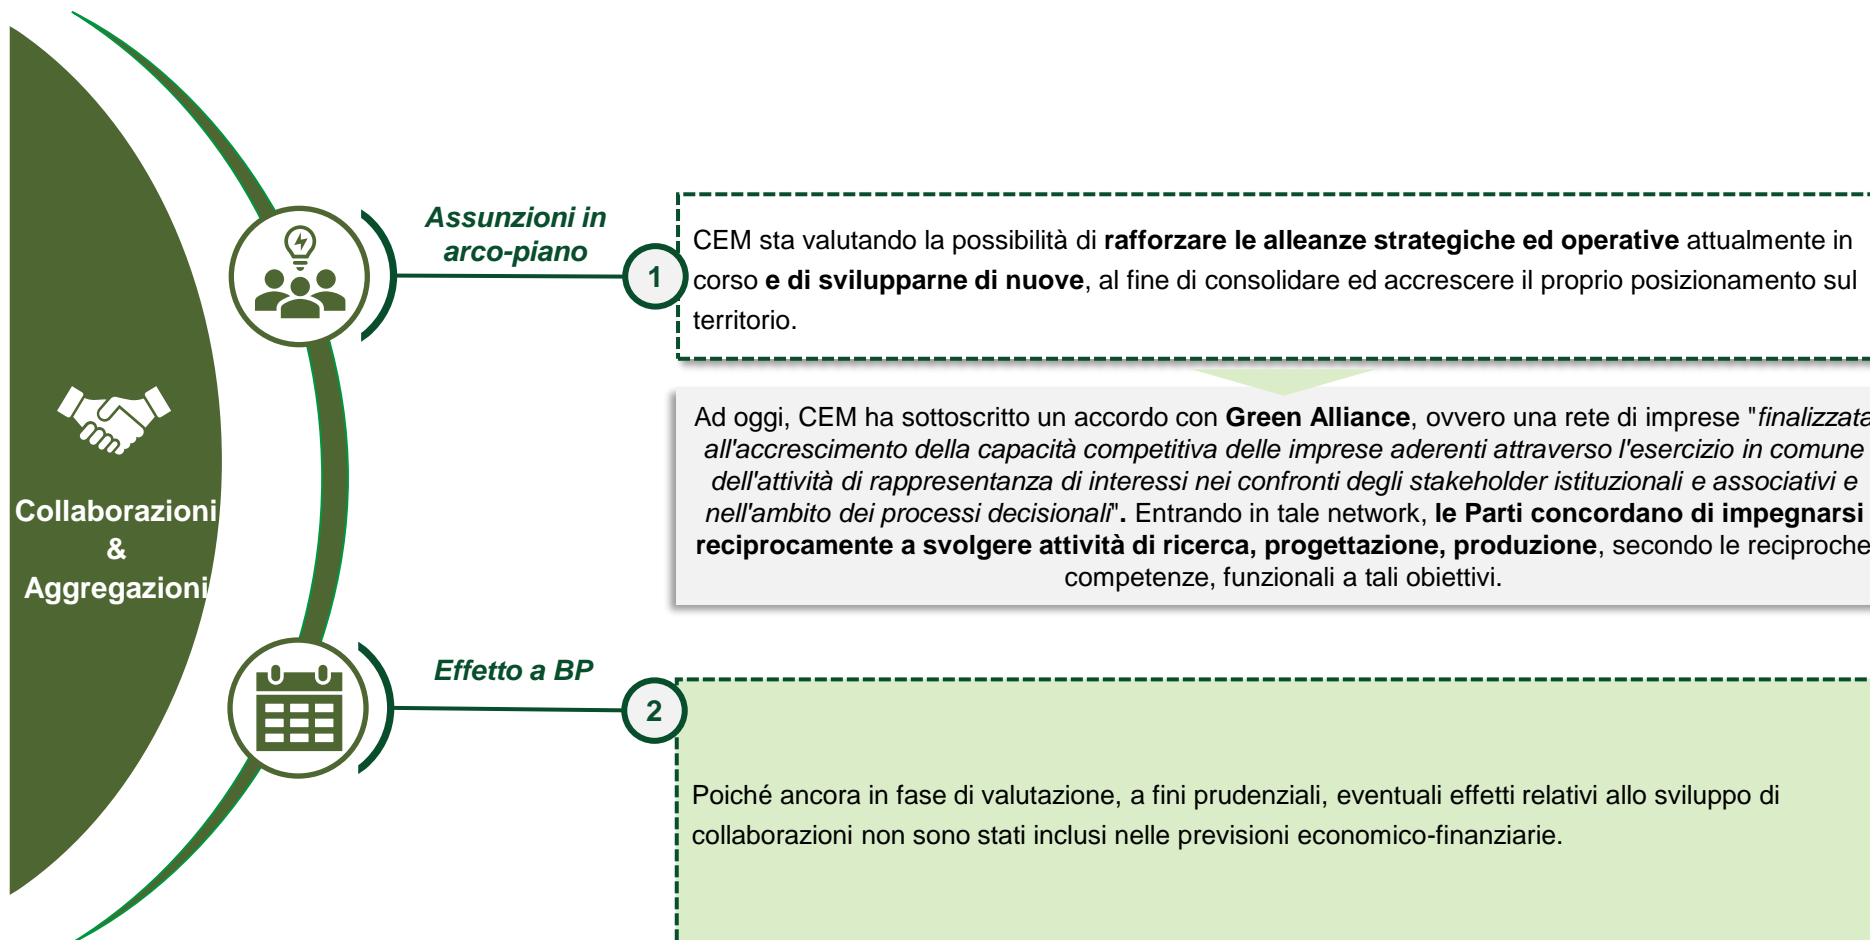 Collaborazioni
&
Aggregazioni
Assunzioni in
arco-piano
1
CEM sta valutando la possibilità di rafforzare le alleanze strategiche ed operative attualmente in
corso e di svilupparne di nuove, al fine di consolidare ed accrescere il proprio posizionamento sul
territorio.
Ad oggi, CEM ha sottoscritto un accordo con Green Alliance, ovvero una rete di imprese "finalizzata
all'accrescimento della capacità competitiva delle imprese aderenti attraverso l'esercizio in comune
dell'attività di rappresentanza di interessi nei confronti degli stakeholder istituzionali e associativi e
nell'ambito dei processi decisionali". Entrando in tale network, le Parti concordano di impegnarsi
reciprocamente a svolgere attività di ricerca, progettazione, produzione, secondo le reciproche
competenze, funzionali a tali obiettivi.
Effetto a BP
2
Poiché ancora in fase di valutazione, a fini prudenziali, eventuali effetti relativi allo sviluppo di
collaborazioni non sono stati inclusi nelle previsioni economico-finanziarie.